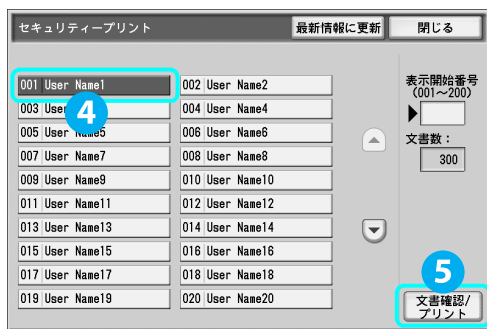 セキュリティープリント
最新情報に更新
閉じる
001 User Name1
002 User Name2
003 User
004 User Name4
005 User Name5
006 User Name6
007 User Name7
008 User Name8
009 User Name9
010 User Name10
011 User Name11
012 User Name12
013 User Name13
014 User Name14
015 User Name15
016 User Name16
017 User Name17
018 User Name18
019 User Name19
020 User Name20
表示開始番号
(001～200)
文書数：
300
文書確認/
プリント
4
5